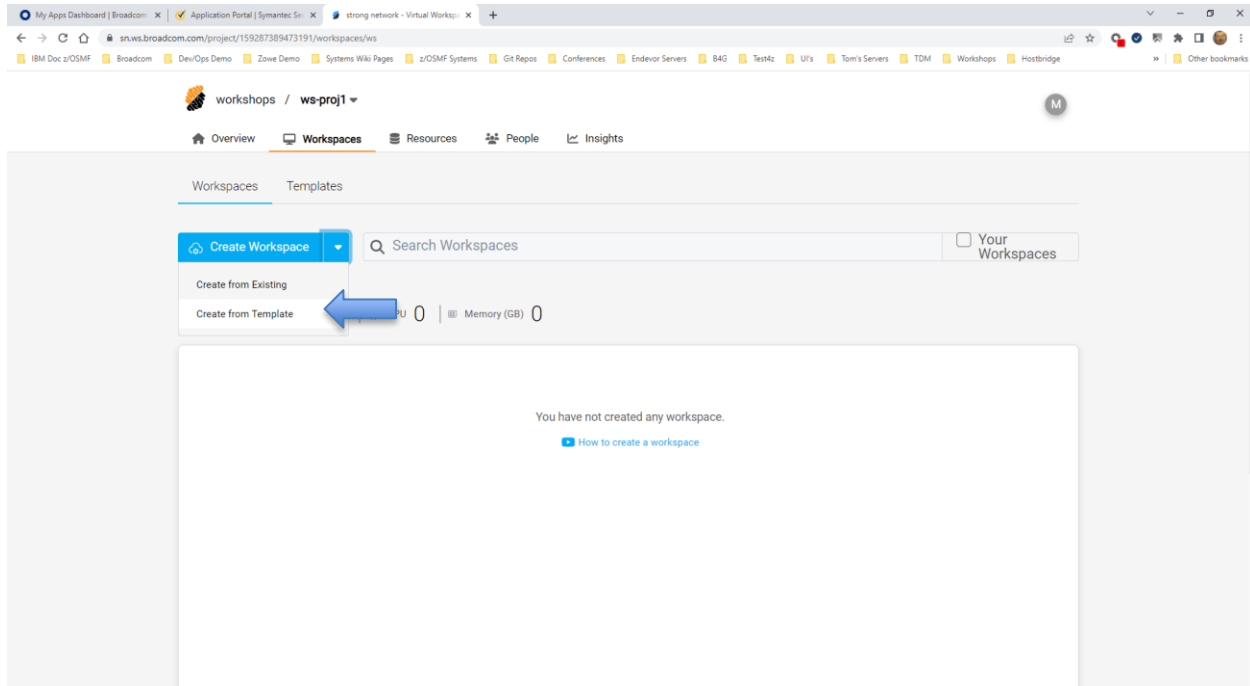 My Apps Dashboard | Broadcom
Application Portal | Symantec Se
strong network - Virtual Worksp
sn.ws.broadcom.com/project/159287389473191/workspaces/ws
IBM Doc z/OSMF Broadcom Dev/Ops Demo Zowe Demo Systems Wiki Pages z/OSMF Systems Git Repos Conferences Endevor Servers B4G Test4z UI's Tom's Servers TDM Workshops Hostbridge » Other bookmarks
workshops / ws-proj1
M
Overview Workspaces Resources People Insights
Workspaces Templates
Create Workspace
Search Workspaces
Your
Workspaces
Create from Existing
Create from Template
PU 0 Memory (GB) 0
You have not created any workspace.
How to create a workspace